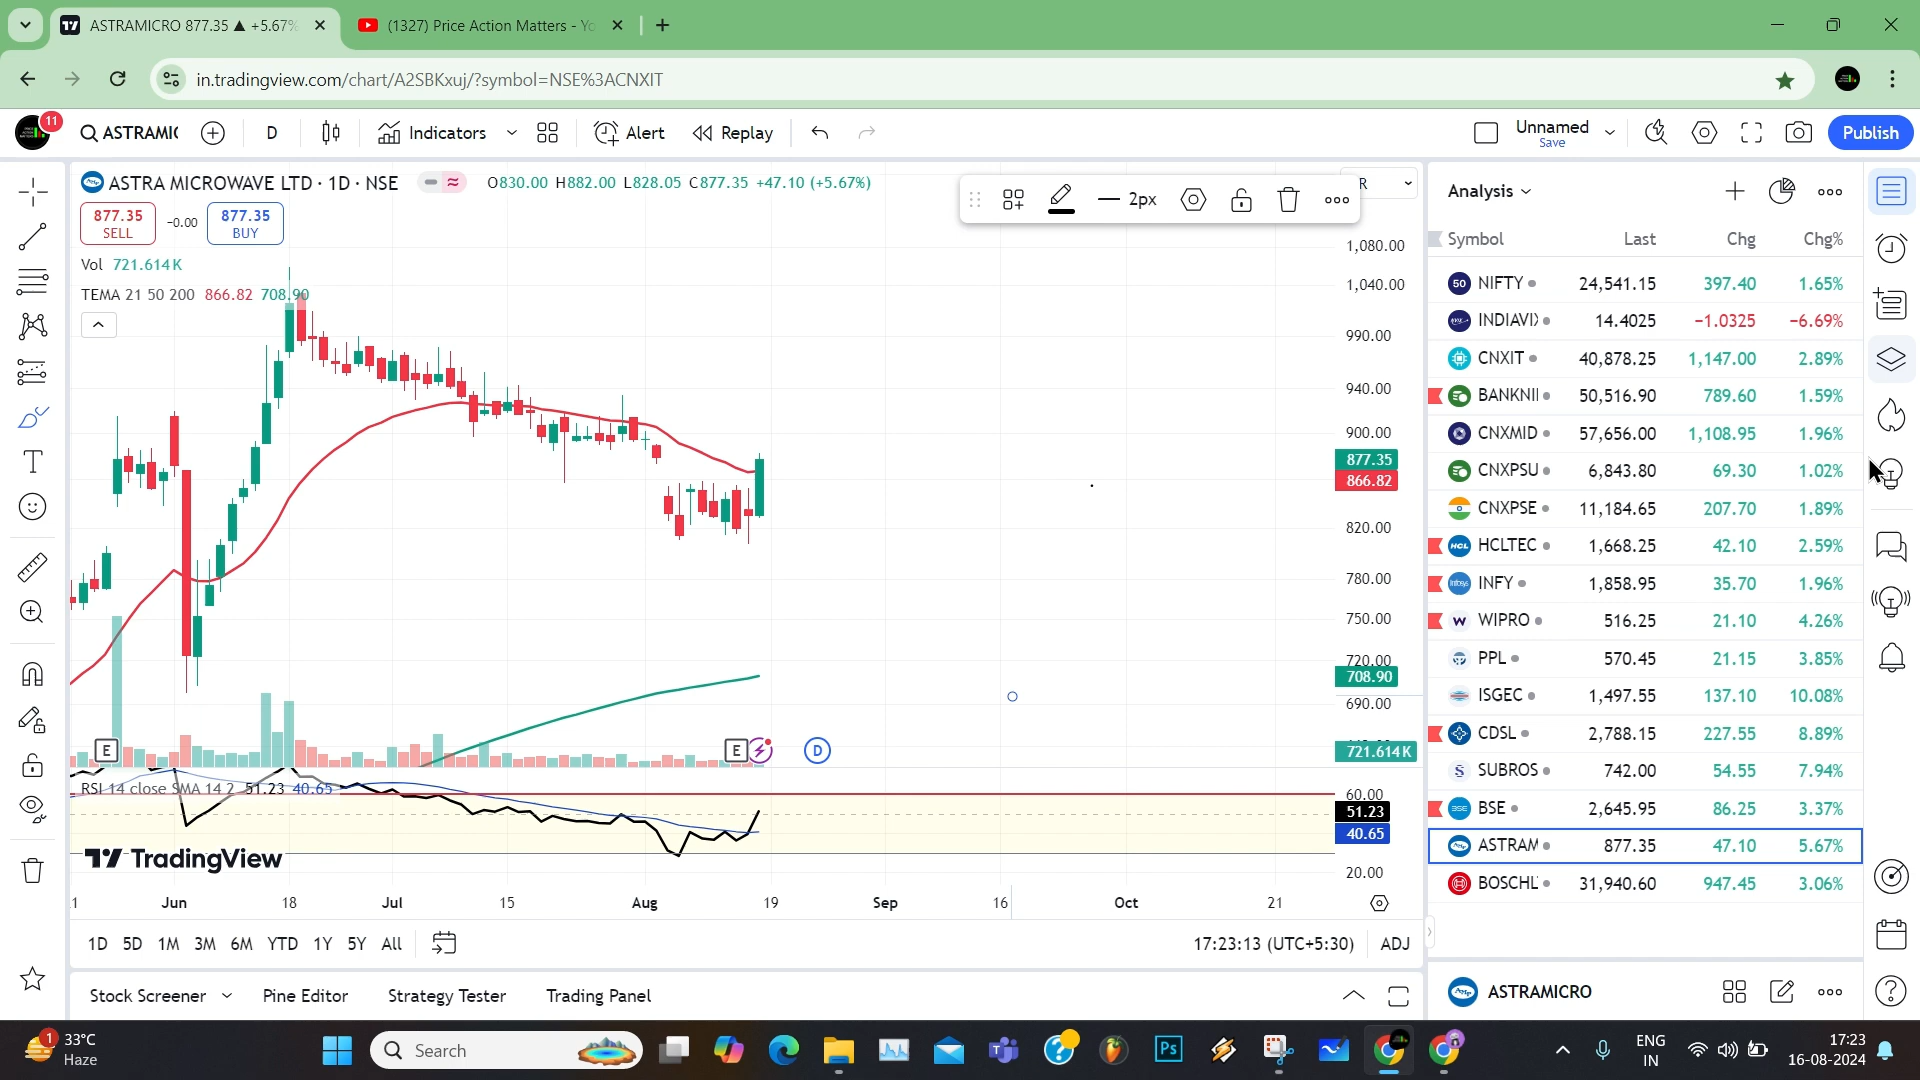 ASTRAMICRO 877.35 ▲ +5.67%
(1327) Price Action Matters - Yo
in.tradingview.com/chart/A2SBKxuj/?symbol=NSE%3ACNXIT
11
ASTRAMIC
D
Indicators
Alert
Replay
Unnamed
Save
Publish
ASTRA MICROWAVE LTD · 1D · NSE
O830.00 H882.00 L828.05 C877.35 +47.10 (+5.67%)
877.35
SELL
-0.00
877.35
BUY
Vol 721.614K
TEMA 21 50 200 866.82 708.90
2px
R
1,080.00
1,040.00
990.00
940.00
900.00
877.35
866.82
820.00
780.00
750.00
720.00
708.90
690.00
721.614K
E
E
D
RSI 14 close SMA 14 2 51.23 40.65
60.00
51.23
40.65
20.00
TradingView
Jun 18 Jul 15 Aug 19 Sep 16 Oct 21
1D 5D 1M 3M 6M YTD 1Y 5Y All
17:23:13 (UTC+5:30) ADJ
Stock Screener Pine Editor Strategy Tester Trading Panel
Analysis
Symbol Last Chg Chg%
50 NIFTY 24,541.15 397.40 1.65%
INDIAVI 14.4025 −1.0325 −6.69%
CNXIT 40,878.25 1,147.00 2.89%
BANKNI 50,516.90 789.60 1.59%
CNXMID 57,656.00 1,108.95 1.96%
CNXPSU 6,843.80 69.30 1.02%
CNXPSE 11,184.65 207.70 1.89%
HCL HCLTEC 1,668.25 42.10 2.59%
Infosys INFY 1,858.95 35.70 1.96%
W WIPRO 516.25 21.10 4.26%
PPL 570.45 21.15 3.85%
ISGEC 1,497.55 137.10 10.08%
CDSL 2,788.15 227.55 8.89%
S SUBROS 742.00 54.55 7.94%
BSE BSE 2,645.95 86.25 3.37%
ASTRAM 877.35 47.10 5.67%
BOSCHL 31,940.60 947.45 3.06%
ASTRAMICRO
1
33°C
Haze
Search
Ps
ENG
IN
17:23
16-08-2024